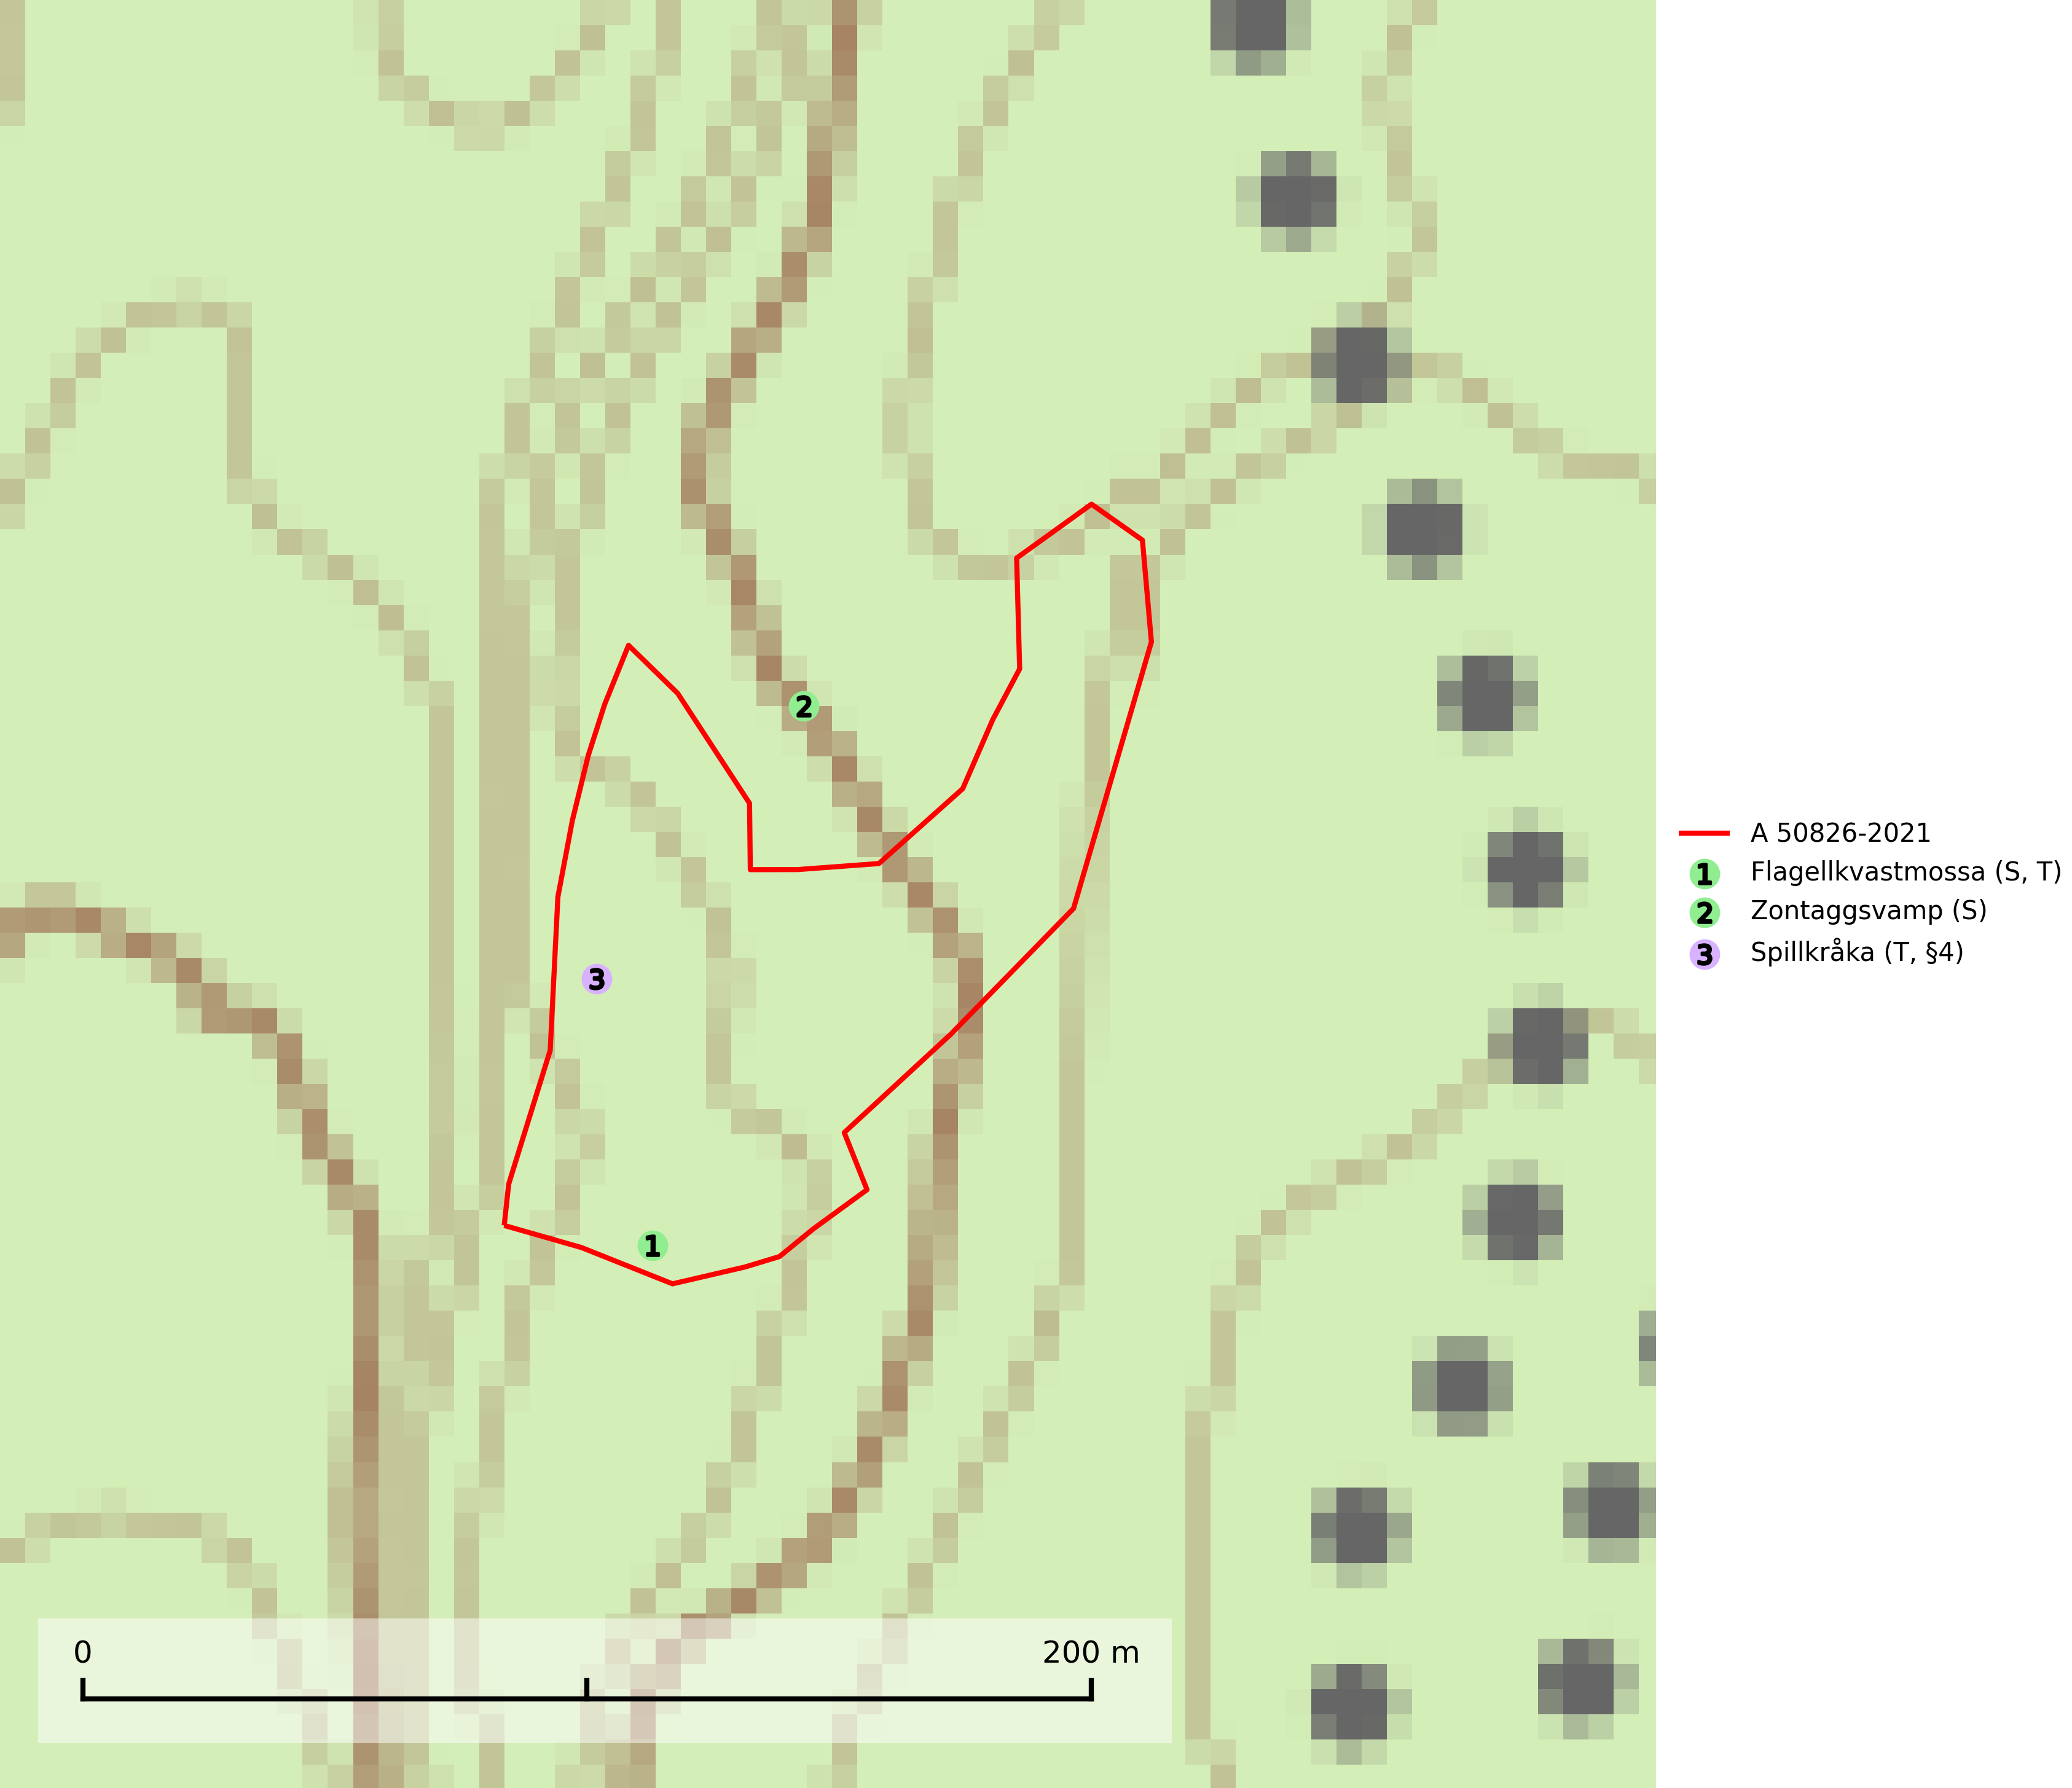 2
3
1
0 200 m
A 50826-2021
1 Flagellkvastmossa (S, T)
2 Zontaggsvamp (S)
3 Spillkråka (T, §4)